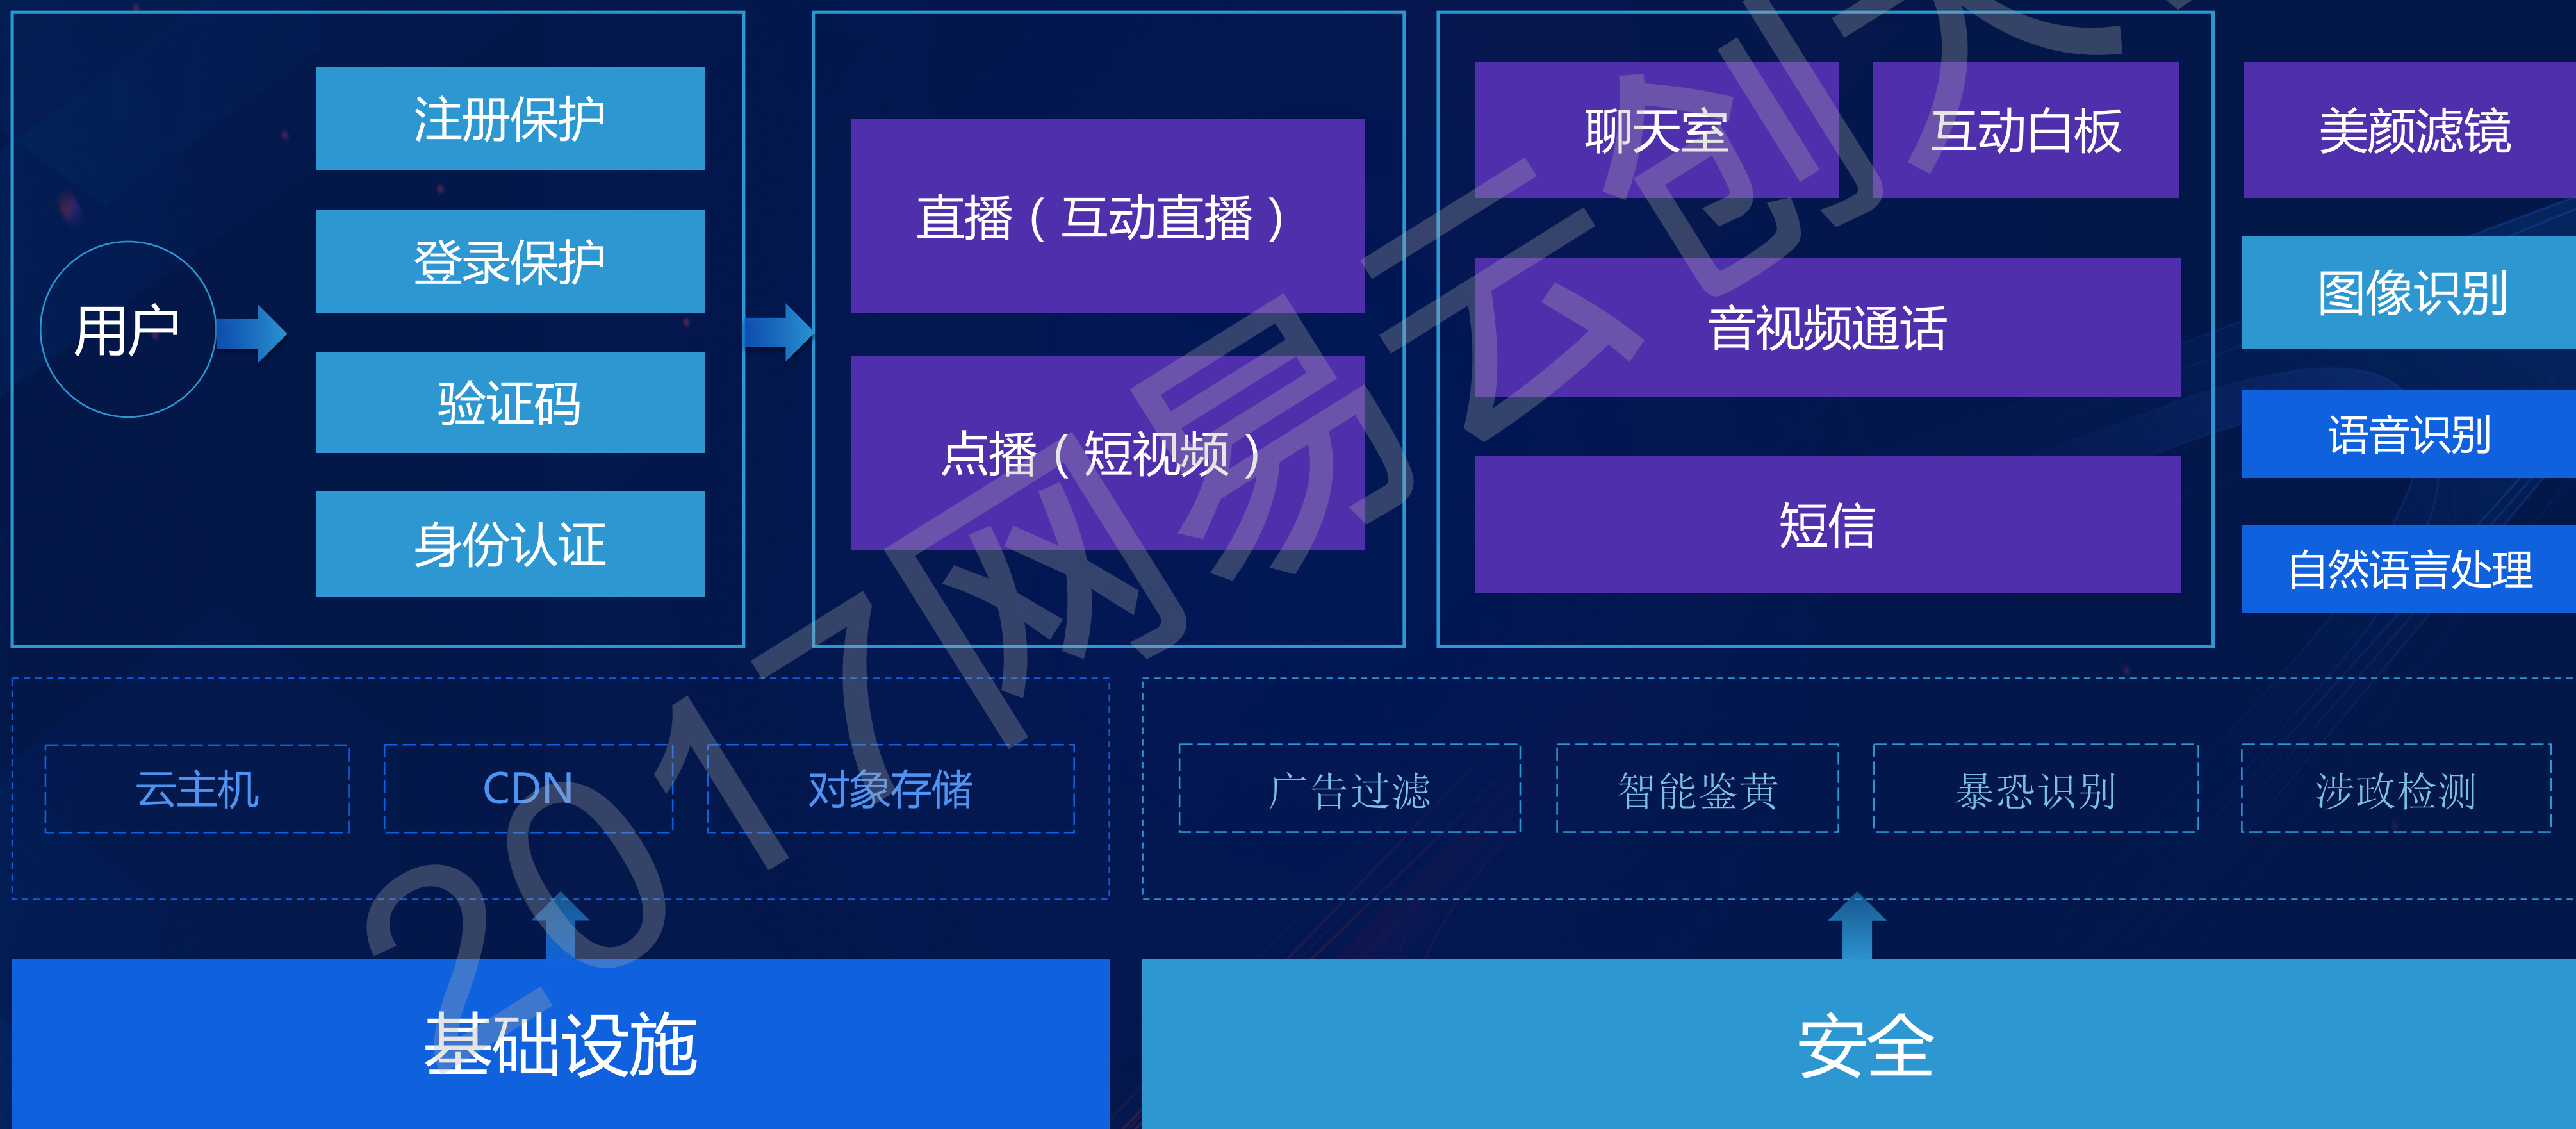 用户
注册保护
登录保护
验证码
身份认证
直播（互动直播）
点播（短视频）
聊天室
互动白板
音视频通话
短信
美颜滤镜
图像识别
语音识别
自然语言处理
云主机
CDN
对象存储
广告过滤
智能鉴黄
暴恐识别
涉政检测
基础设施
安全
2017网易云创大